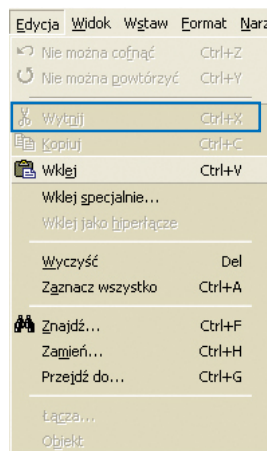 Edycja Widok Wstaw Format Narz
Nie można cofnąć Ctrl+Z
Nie można powtórzyć Ctrl+Y
Wytnij Ctrl+X
Kopiuj Ctrl+C
Wklej Ctrl+V
Wklej specjalnie...
Wklej jako hiperłącze
Wyczyść Del
Zaznacz wszystko Ctrl+A
Znajdź... Ctrl+F
Zamień... Ctrl+H
Przejdź do... Ctrl+G
Łącza...
Objekt